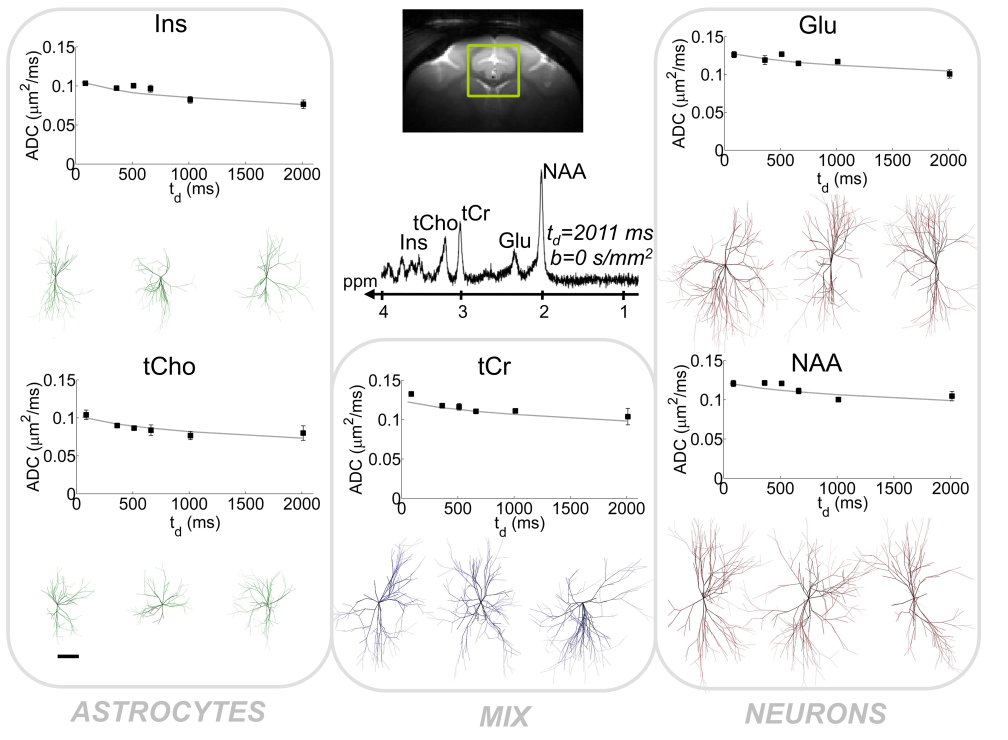 Ins
0.15
0.1
0.05
0
ADC (μm²/ms)
0 500 1000 1500 2000
t_d (ms)
tCho
0.15
0.1
0.05
0
ADC (μm²/ms)
0 500 1000 1500 2000
t_d (ms)
ASTROCYTES
NAA
tCr
tCho
Ins
Glu
t_d=2011 ms
b=0 s/mm²
ppm
4 3 2 1
tCr
0.15
0.1
0.05
0
ADC (μm²/ms)
0 500 1000 1500 2000
t_d (ms)
MIX
Glu
0.15
0.1
0.05
0
ADC (μm²/ms)
0 500 1000 1500 2000
t_d (ms)
NAA
0.15
0.1
0.05
0
ADC (μm²/ms)
0 500 1000 1500 2000
t_d (ms)
NEURONS